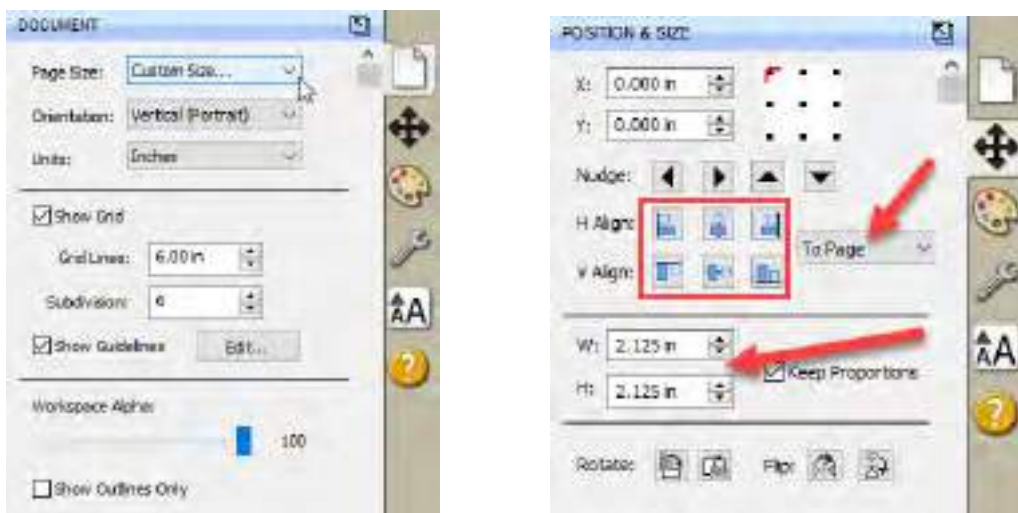 DOCUMENT
Page Size: Custom Size...
Orientation: Vertical (Portrait)
Units: Inches
Show Grid
Grid Lines: 6.00 in
Subdivision: 6
Show Guidelines Edit...
Workspace Alpha:
100
Show Outlines Only
AA
?
POSITION & SIZE
X: 0.000 in
Y: 0.000 in
Nudge:
H Align:
To Page
V Align:
W: 2.125 in
Keep Proportions
H: 2.125 in
Rotate: Flip:
AA
?